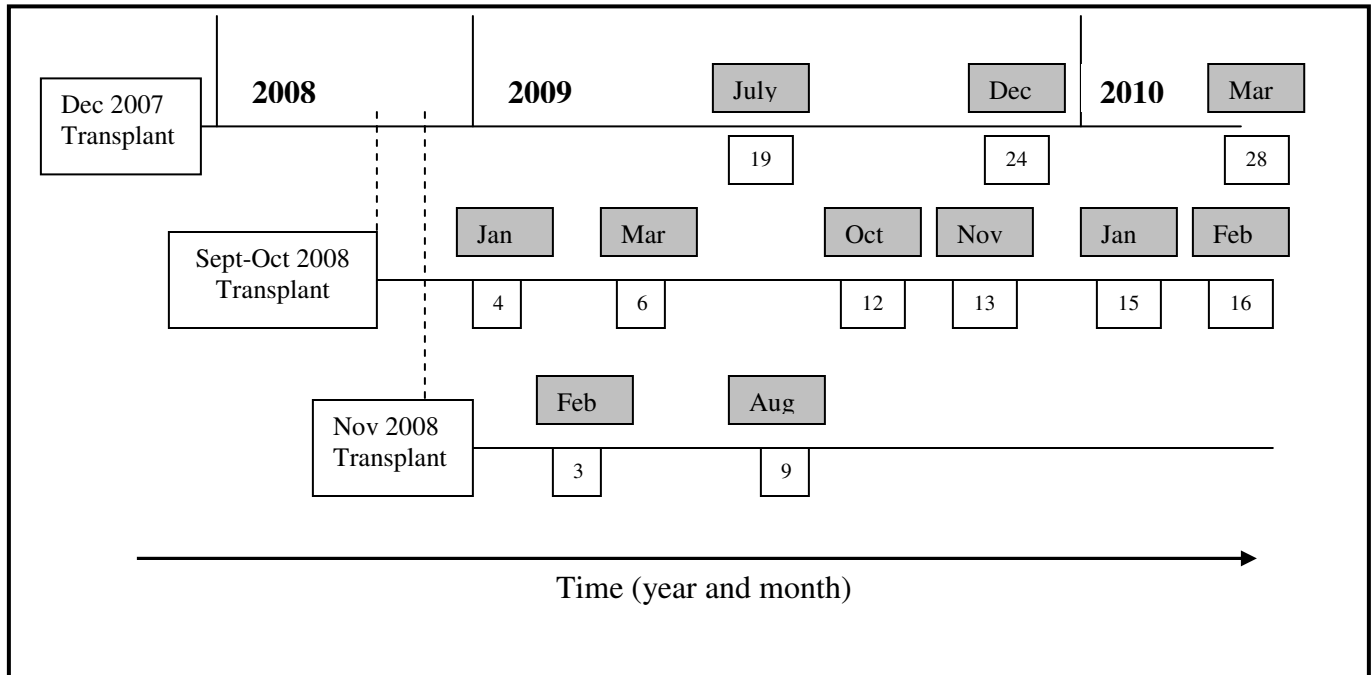 2008
2009
July
Dec
2010
Mar
Dec 2007
Transplant
19
24
28
Jan
Mar
Oct
Nov
Jan
Feb
Sept-Oct 2008
Transplant
4
6
12
13
15
16
Feb
Aug
Nov 2008
Transplant
3
9
Time (year and month)